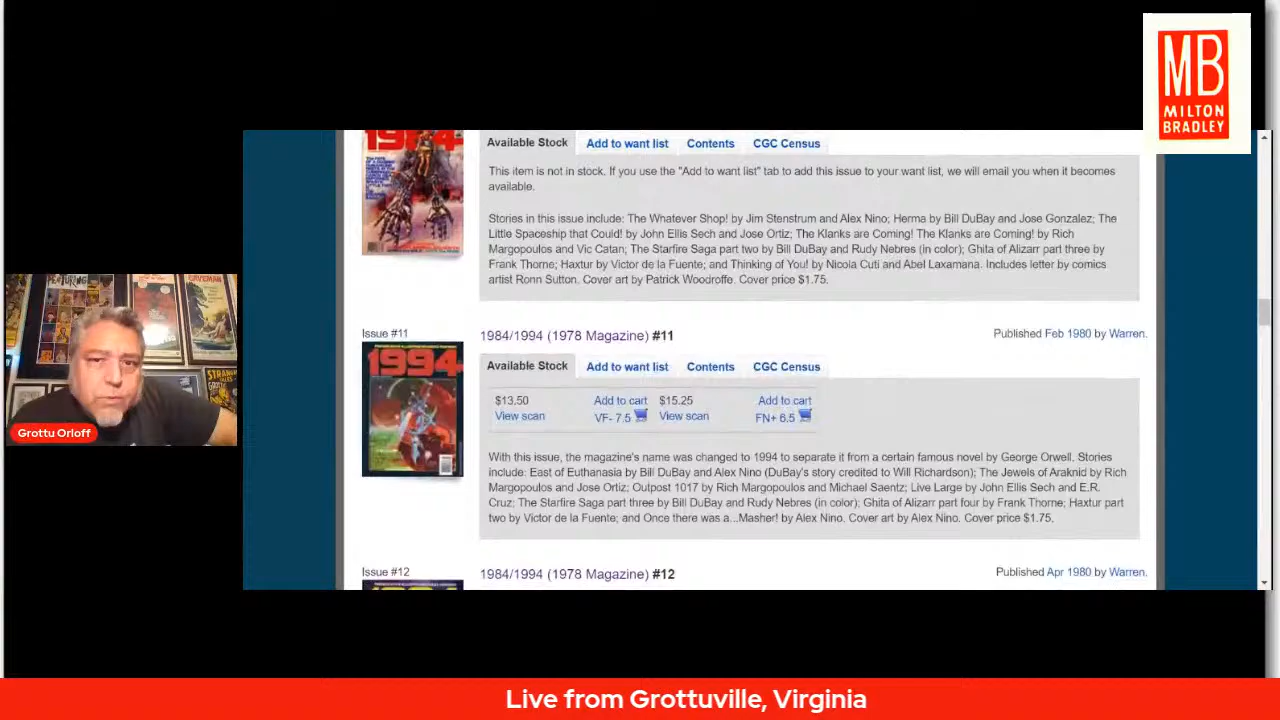 MB
MILTON
BRADLEY
1984
Available Stock Add to want list Contents CGC Census
This item is not in stock. If you use the "Add to want list" tab to add this issue to your want list, we will email you when it becomes
available.
Stories in this issue include: The Whatever Shop! by Jim Stenstrum and Alex Nino; Herma by Bill DuBay and Jose Gonzalez; The
Little Spaceship that Could! by John Ellis Sech and Jose Ortiz; The Klanks are Coming! The Klanks are Coming! by Rich
Margopoulos and Vic Catan; The Starfire Saga part two by Bill DuBay and Rudy Nebres (in color); Ghita of Alizarr part three by
Frank Thorne; Haxtur by Victor de la Fuente; and Thinking of You! by Nicola Cuti and Abel Laxamana. Includes letter by comics
artist Ronn Sutton. Cover art by Patrick Woodroffe. Cover price $1.75.
Issue #11
1984/1994 (1978 Magazine) #11
Published Feb 1980 by Warren.
1994
Available Stock Add to want list Contents CGC Census
$13.50 Add to cart $15.25 Add to cart
View scan VF- 7.5 View scan FN+ 6.5
With this issue, the magazine's name was changed to 1994 to separate it from a certain famous novel by George Orwell. Stories
include: East of Euthanasia by Bill DuBay and Alex Nino (DuBay's story credited to Will Richardson); The Jewels of Araknid by Rich
Margopoulos and Jose Ortiz; Outpost 1017 by Rich Margopoulos and Michael Saentz; Live Large by John Ellis Sech and E.R.
Cruz; The Starfire Saga part three by Bill DuBay and Rudy Nebres (in color); Ghita of Alizarr part four by Frank Thorne; Haxtur part
two by Victor de la Fuente; and Once there was a...Masher! by Alex Nino. Cover art by Alex Nino. Cover price $1.75.
Issue #12
1984/1994 (1978 Magazine) #12
Published Apr 1980 by Warren.
FEATURING
CAVEMAN
STRANGE
TALES
Grottu Orloff
Live from Grottuville, Virginia